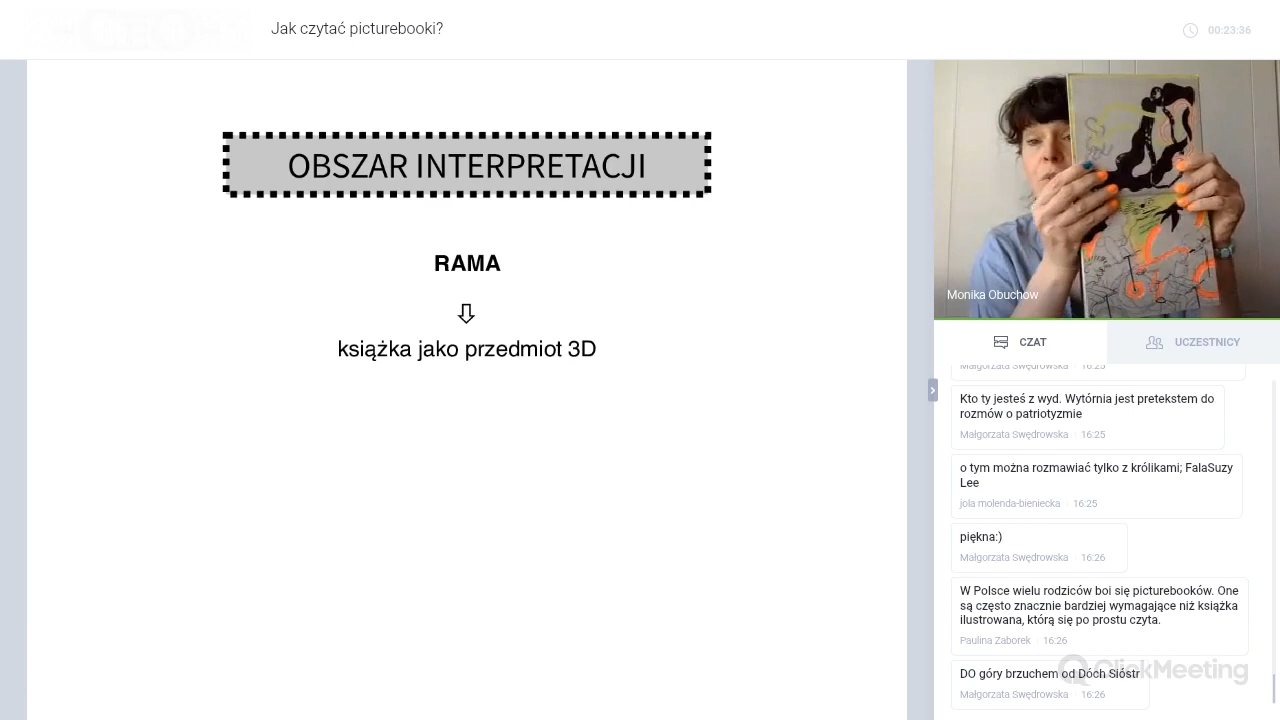 Jak czytać picturebooki?
00:23:36
OBSZAR INTERPRETACJI
RAMA
książka jako przedmiot 3D
Monika Obuchow
CZAT
UCZESTNICY
Małgorzata Swędrowska 16:25
Kto ty jesteś z wyd. Wytórnia jest pretekstem do
rozmów o patriotyzmie
Małgorzata Swędrowska 16:25
o tym można rozmawiać tylko z królikami; FalaSuzy
Lee
jola molenda-bieniecka 16:25
piękna:)
Małgorzata Swędrowska 16:26
W Polsce wielu rodziców boi się picturebooków. One
są często znacznie bardziej wymagające niż książka
ilustrowana, którą się po prostu czyta.
Paulina Zaborek 16:26
DO góry brzuchem od Dóch Sióstr
Małgorzata Swędrowska 16:26
ClickMeeting